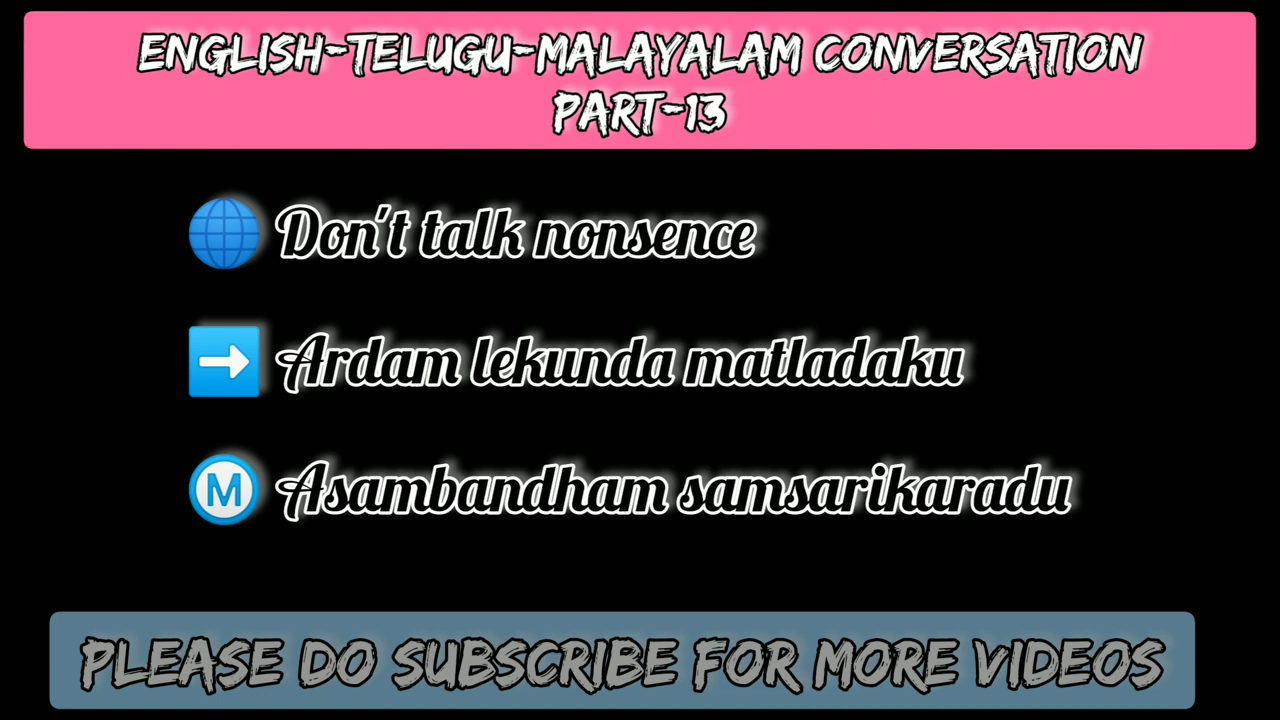 ENGLISH-TELUGU-MALAYALAM CONVERSATION
PART-13
Don't talk nonsence
Ardam lekunda matladaku
M Asambandham samsarikaradu
PLEASE DO SUBSCRIBE FOR MORE VIDEOS